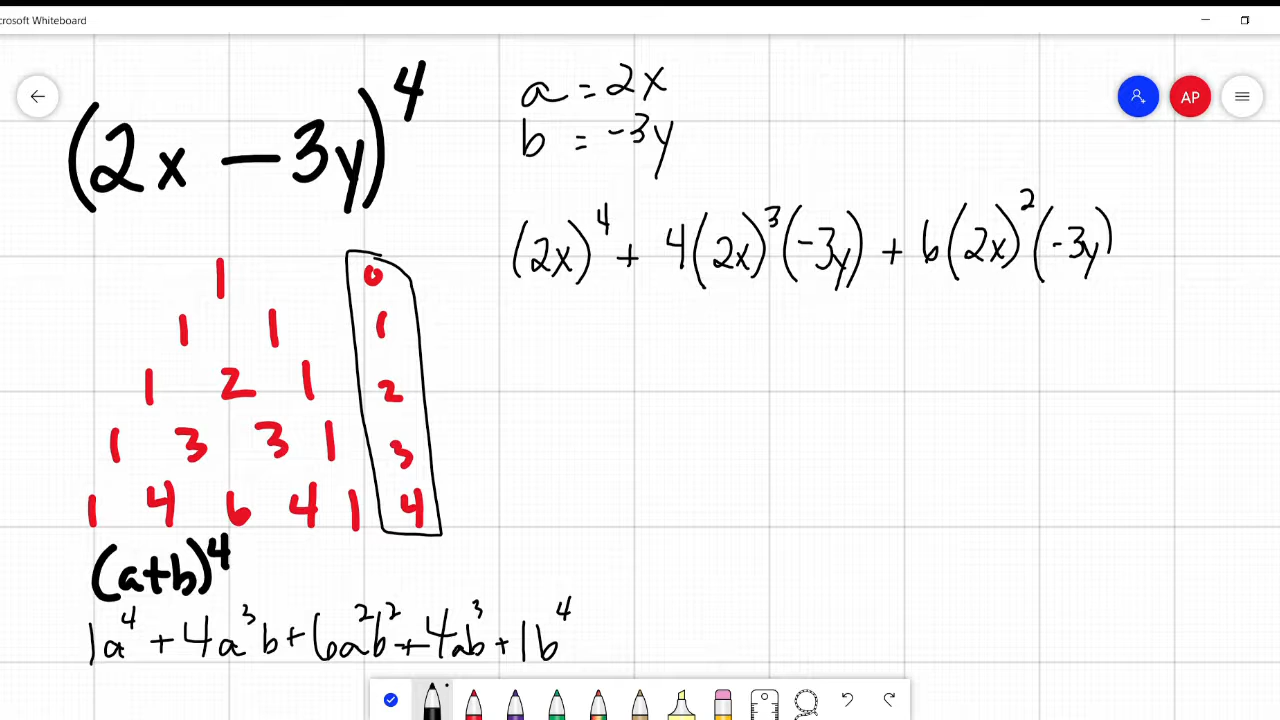 crosoft Whiteboard
AP
(2x - 3y)^4
a = 2x
b = -3y
(2x)^4 + 4(2x)^3(-3y) + 6(2x)^2(-3y)
1 0
1 1 1
1 2 1 2
1 3 3 1 3
1 4 6 4 1 4
(a+b)^4
1a^4 + 4a^3b + 6a^2b^2 + 4ab^3 + 1b^4